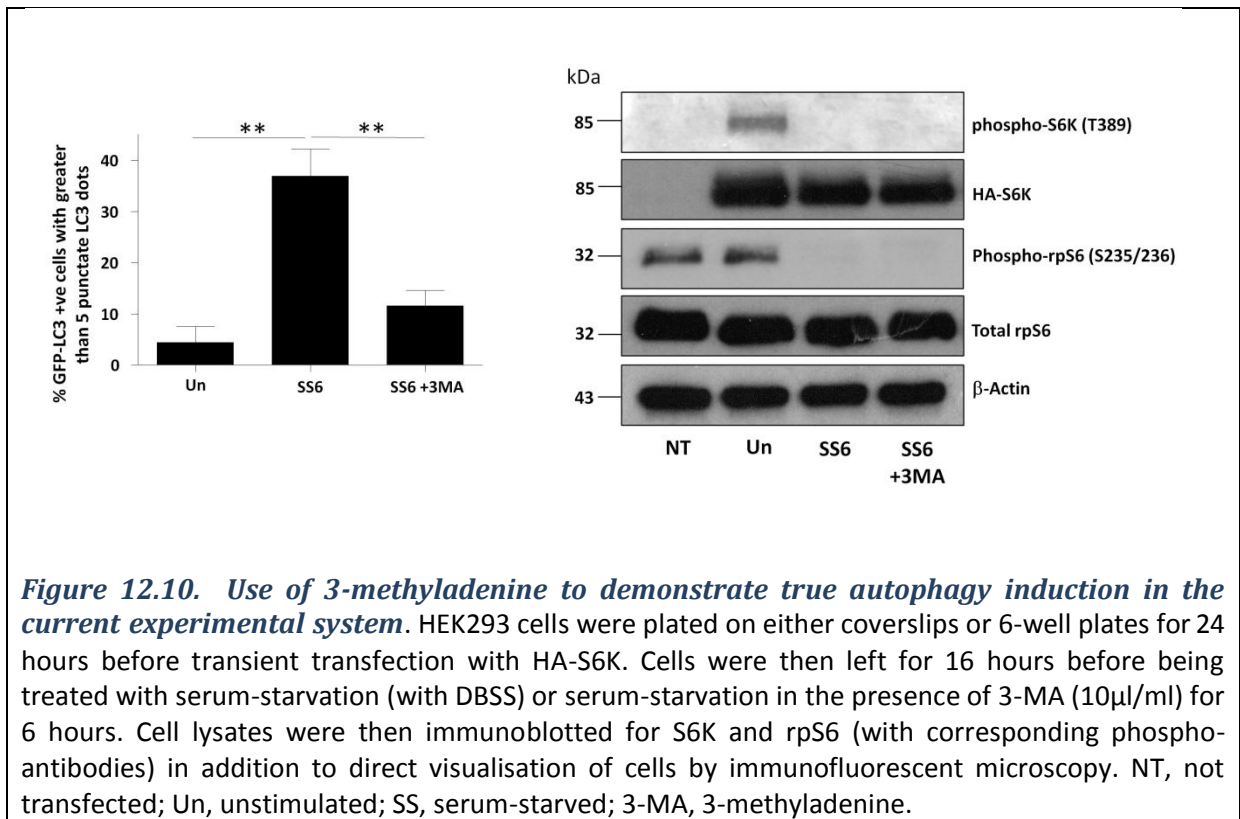 % GFP-LC3 +ve cells with greater
than 5 punctate LC3 dots
40
30
20
10
0
**
**
Un
SS6
SS6 +3MA
kDa
85
phospho-S6K (T389)
85
HA-S6K
32
Phospho-rpS6 (S235/236)
32
Total rpS6
43
β-Actin
NT
Un
SS6
SS6
+3MA
Figure 12.10. Use of 3-methyladenine to demonstrate true autophagy induction in the
current experimental system. HEK293 cells were plated on either coverslips or 6-well plates for 24
hours before transient transfection with HA-S6K. Cells were then left for 16 hours before being
treated with serum-starvation (with DBSS) or serum-starvation in the presence of 3-MA (10µl/ml) for
6 hours. Cell lysates were then immunoblotted for S6K and rpS6 (with corresponding phospho-
antibodies) in addition to direct visualisation of cells by immunofluorescent microscopy. NT, not
transfected; Un, unstimulated; SS, serum-starved; 3-MA, 3-methyladenine.